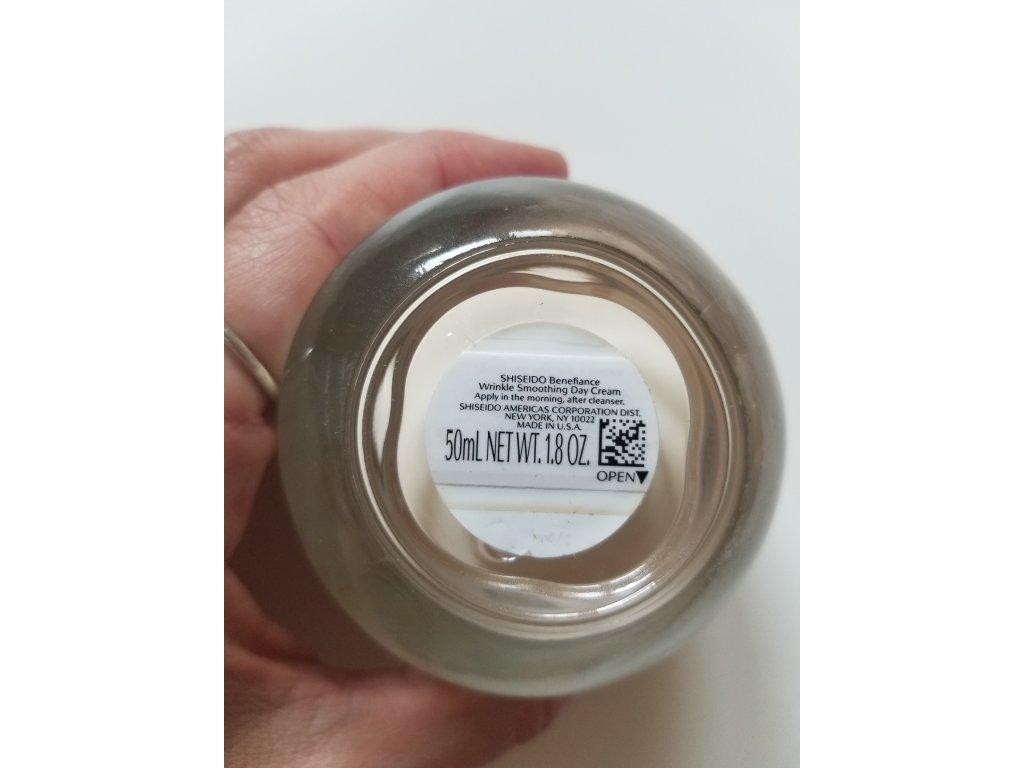 SHISEIDO Benefiance
Wrinkle Smoothing Day Cream
Apply in the morning, after cleanser.
SHISEIDO AMERICAS CORPORATION DIST.
NEW YORK, NY 10022
MADE IN U.S.A.
50mL NET WT. 1.8 OZ.
OPEN▼